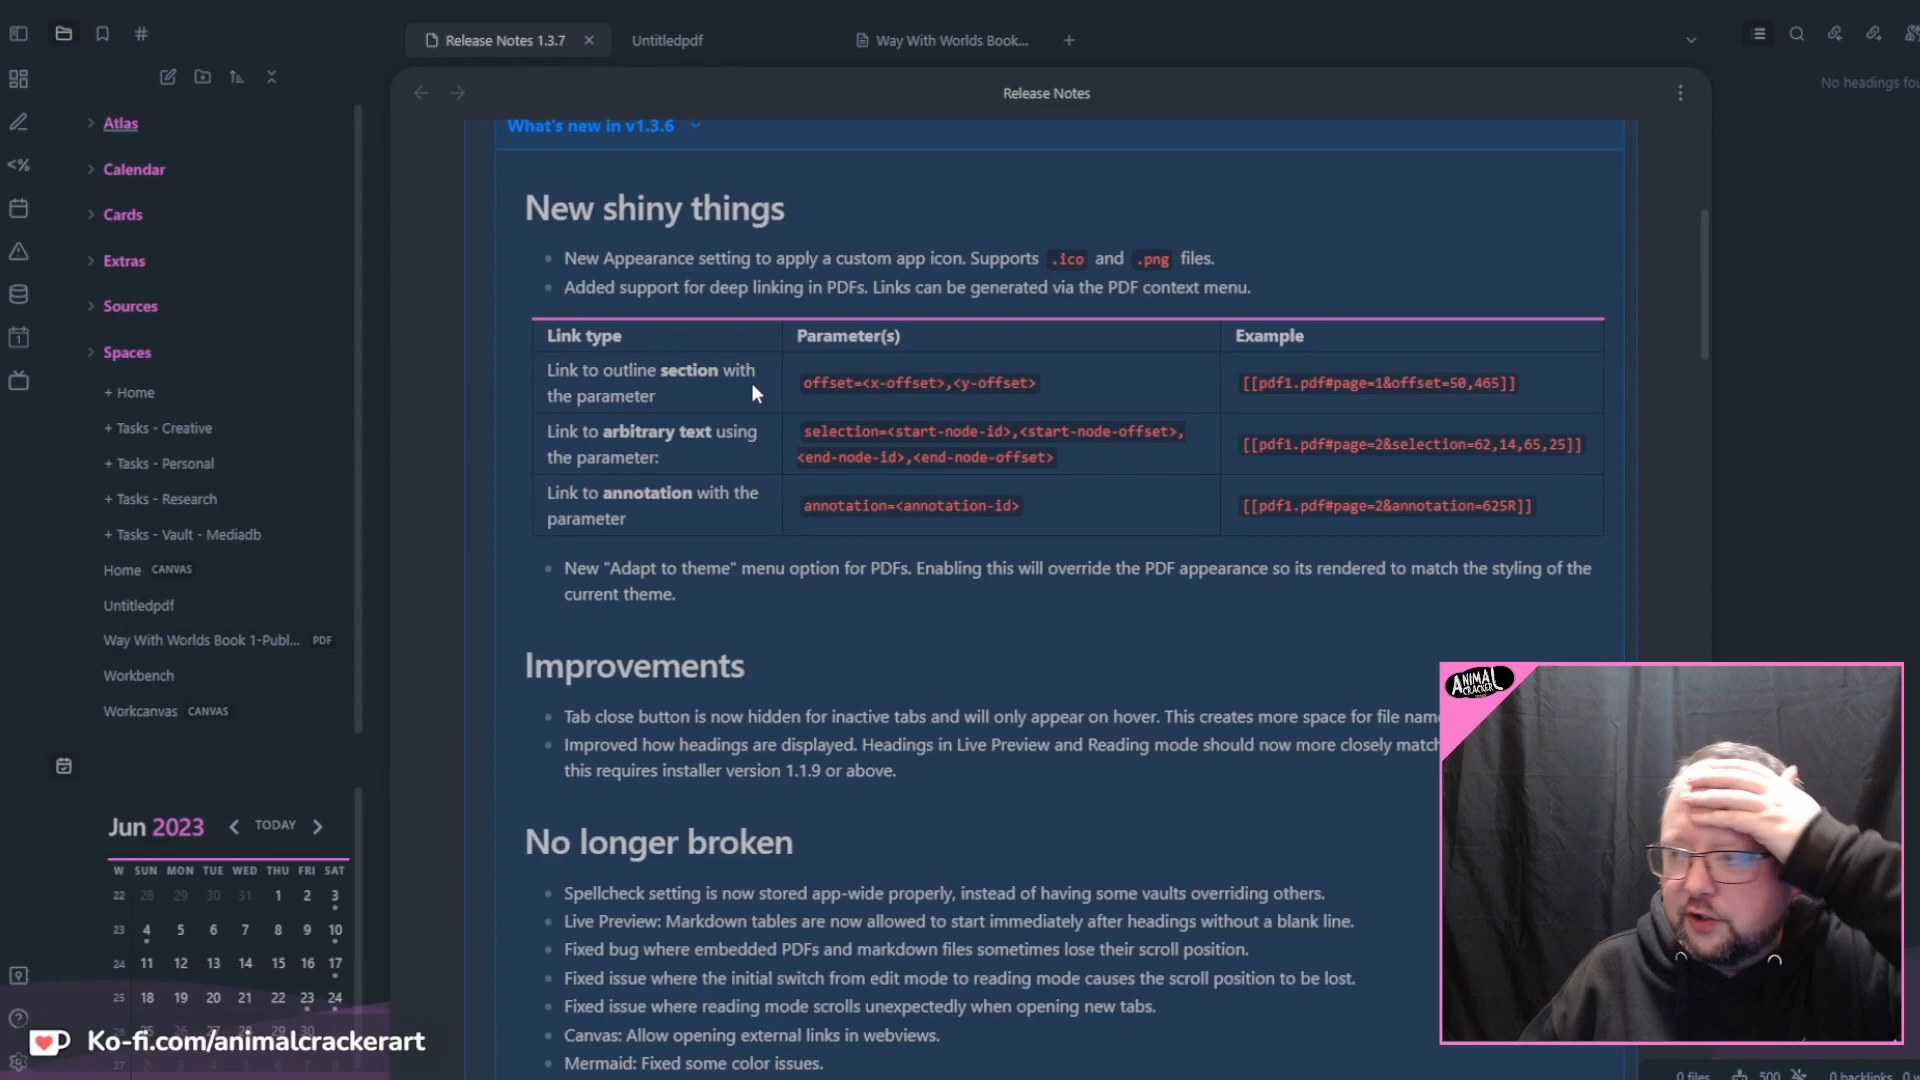 Release Notes 1.3.7
Untitledpdf
Way With Worlds Book...
Release Notes
No headings fou
Atlas
Calendar
Cards
Extras
Sources
Spaces
+ Home
+ Tasks - Creative
+ Tasks - Personal
+ Tasks - Research
+ Tasks - Vault - Mediadb
Home CANVAS
Untitledpdf
Way With Worlds Book 1-Publ... PDF
Workbench
Workcanvas CANVAS
Jun 2023 TODAY
W SUN MON TUE WED THU FRI SAT
22 28 29 30 31 1 2 3
23 4 5 6 7 8 9 10
24 11 12 13 14 15 16 17
25 18 19 20 21 22 23 24
25 26 27 28 29 30
27
Ko-fi.com/animalcrackerart
What's new in v1.3.6
New shiny things
New Appearance setting to apply a custom app icon. Supports .ico and .png files.
Added support for deep linking in PDFs. Links can be generated via the PDF context menu.
Link type Parameter(s) Example
Link to outline section with
the parameter
offset=<x-offset>,<y-offset>
[[pdf1.pdf#page=1&offset=50,465]]
Link to arbitrary text using
the parameter:
selection=<start-node-id>,<start-node-offset>,
<end-node-id>,<end-node-offset>
[[pdf1.pdf#page=2&selection=62,14,65,25]]
Link to annotation with the
parameter
annotation=<annotation-id>
[[pdf1.pdf#page=2&annotation=625R]]
New "Adapt to theme" menu option for PDFs. Enabling this will override the PDF appearance so its rendered to match the styling of the
current theme.
Improvements
Tab close button is now hidden for inactive tabs and will only appear on hover. This creates more space for file nam
Improved how headings are displayed. Headings in Live Preview and Reading mode should now more closely match
this requires installer version 1.1.9 or above.
No longer broken
Spellcheck setting is now stored app-wide properly, instead of having some vaults overriding others.
Live Preview: Markdown tables are now allowed to start immediately after headings without a blank line.
Fixed bug where embedded PDFs and markdown files sometimes lose their scroll position.
Fixed issue where the initial switch from edit mode to reading mode causes the scroll position to be lost.
Fixed issue where reading mode scrolls unexpectedly when opening new tabs.
Canvas: Allow opening external links in webviews.
Mermaid: Fixed some color issues.
ANIMAL
CRACKER
0 files 500 0 backlinks 0 w